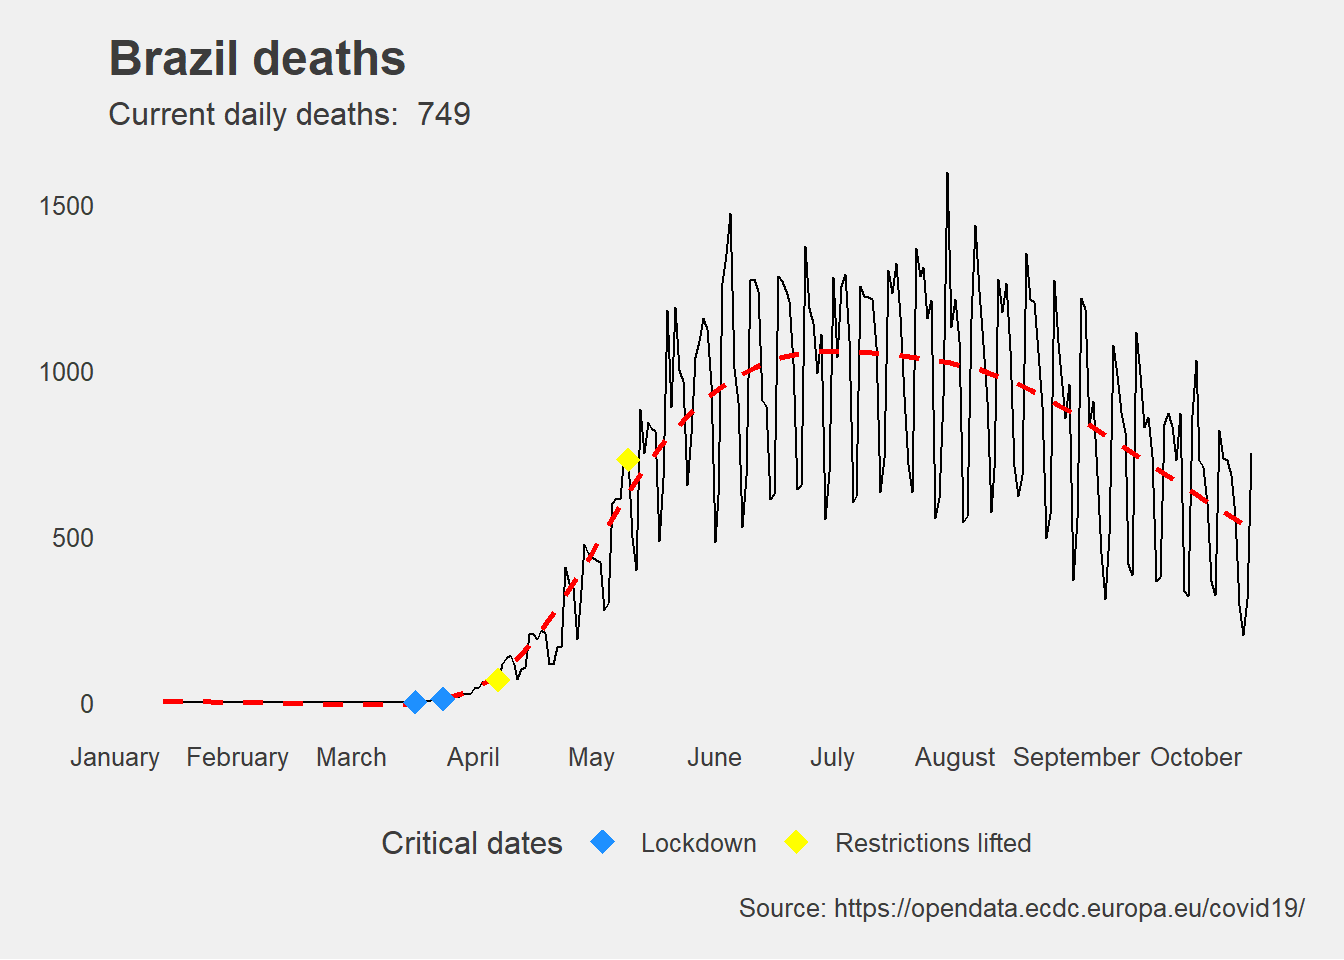 Brazil deaths
Current daily deaths:  749
1500
1000
500
0
January February March April May June July August September October
Critical dates Lockdown Restrictions lifted
Source: https://opendata.ecdc.europa.eu/covid19/